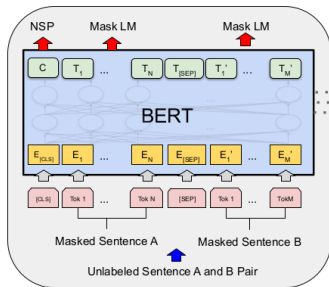 NSP Mask LM Mask LM
C T1 ... TN T[SEP] T1' ... TM'
BERT
E[CLS] E1 ... EN E[SEP] E1' ... EM'
[CLS] Tok 1 ... Tok N [SEP] Tok 1 ... TokM
Masked Sentence A Masked Sentence B
Unlabeled Sentence A and B Pair